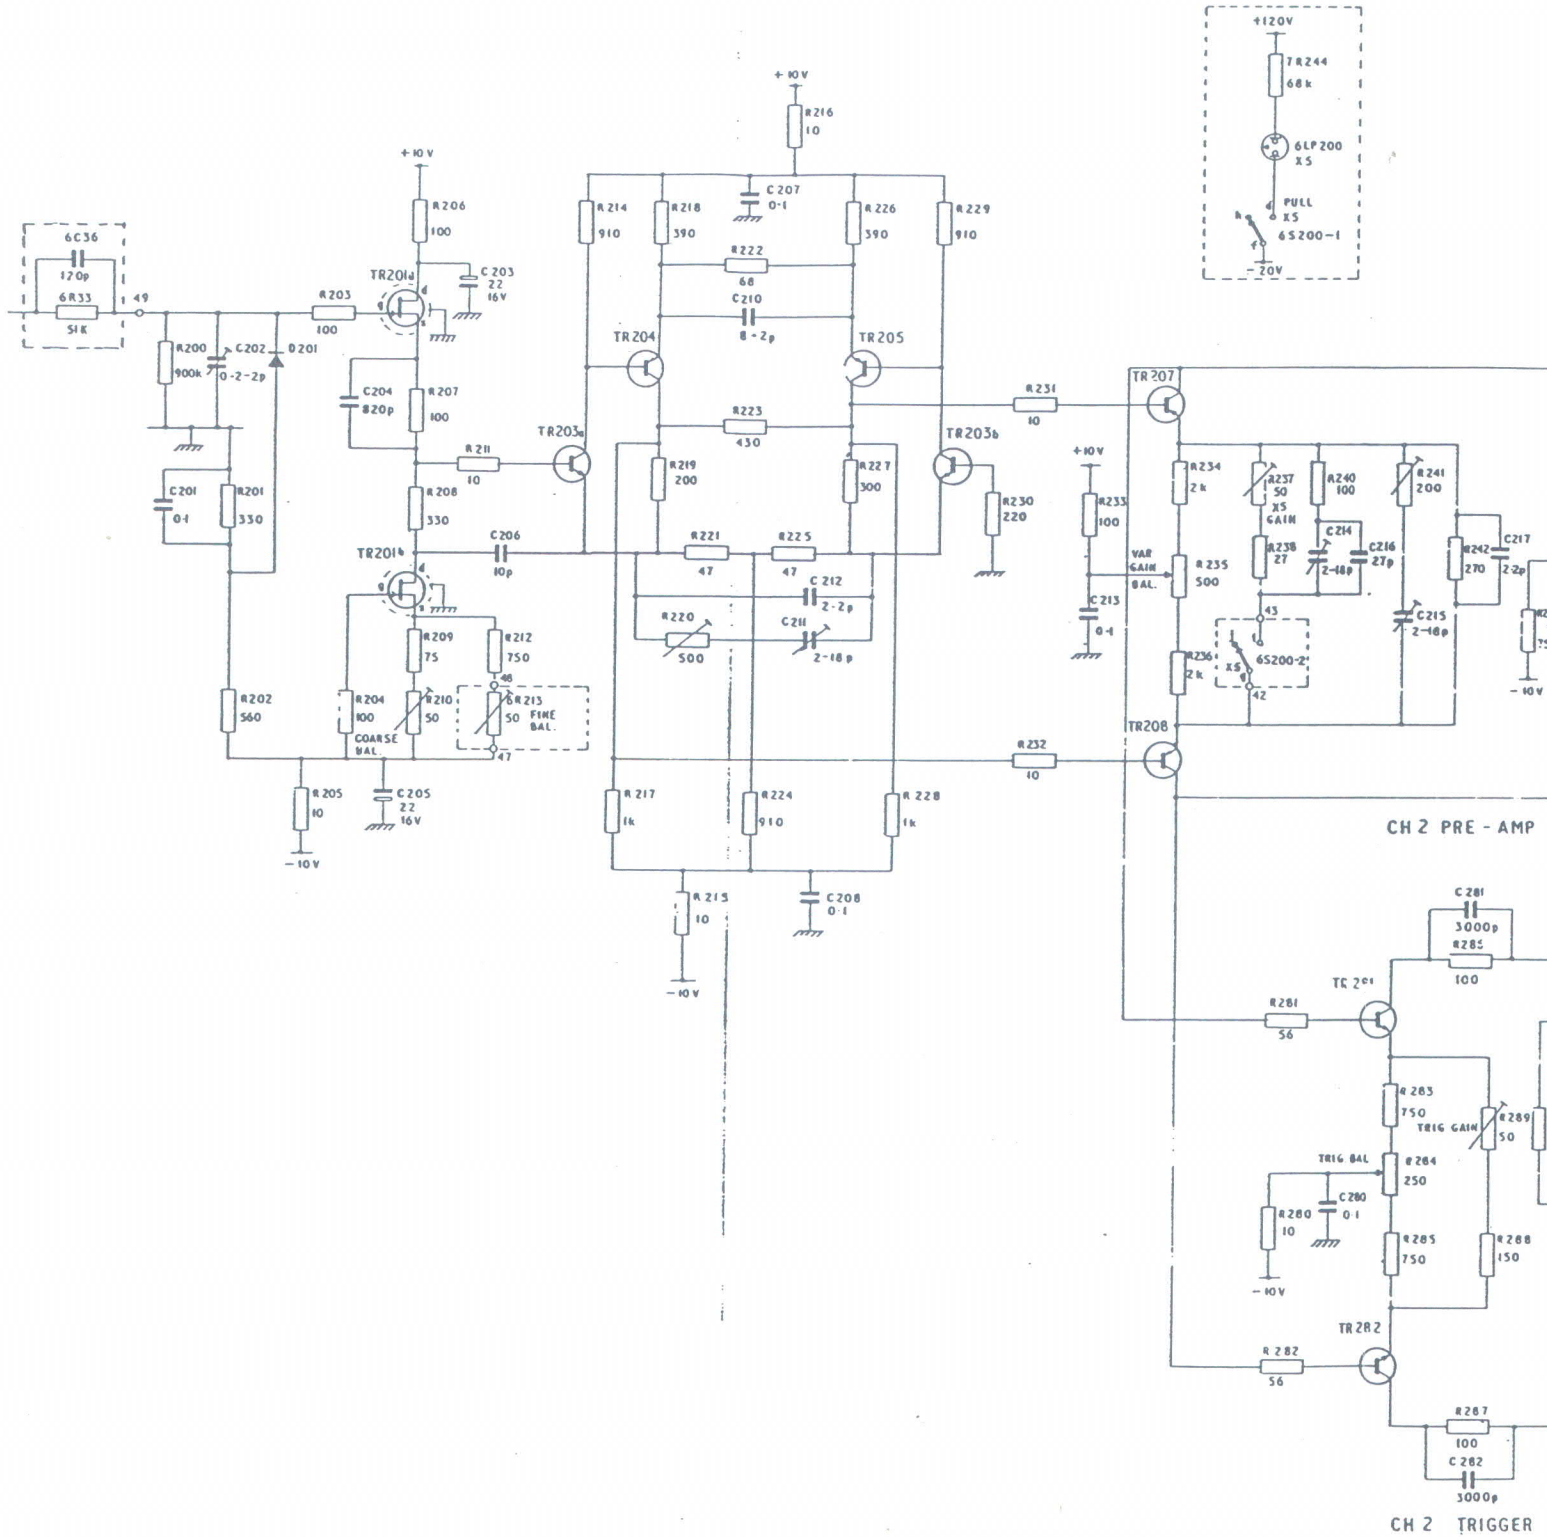 +120V
7R244
68k
6LP200
X5
PULL
X5
6S200-1
d
h
f
-20V
+10V
R216
10
+10V
R206
100
C207
0·1
R214
910
R218
390
R226
390
R229
910
R222
68
C210
8·2p
6C36
120p
6R33
51K
49
R203
100
TR201a
d
g
s
C203
22
16V
R200
900k
C202
0·2-2p
D201
TR204
TR205
C204
820p
R207
100
R223
430
R231
10
TR207
TR203a
TR203b
R211
10
R219
200
R227
300
R230
220
+10V
R233
100
C201
0·1
R201
330
R208
330
R234
2k
R237
50
X5
GAIN
R240
100
R241
200
TR201b
d
g
s
C206
10p
R221
47
R225
47
VAR
GAIN
BAL.
R235
500
R238
27
C214
2-18p
C216
27p
R242
270
C217
2·2p
C212
2·2p
C213
0·1
43
R220
500
C211
2-18p
C215
2-18p
R209
75
R212
750
R236
2k
X5
6S200-2
42
-10V
R202
560
R204
100
COARSE
BAL.
R210
50
48
6R213
50
FINE
BAL.
47
TR208
R232
10
R205
10
-10V
C205
22
16V
R217
1k
R224
910
R228
1k
CH 2 PRE-AMP
R215
10
-10V
C208
0·1
C281
3000p
100
R281
56
R283
750
TRIG GAIN
R289
50
TRIG BAL
R284
250
R280
10
C280
0·1
-10V
R285
750
R288
150
TR282
R282
56
R287
100
C282
3000p
CH 2 TRIGGER